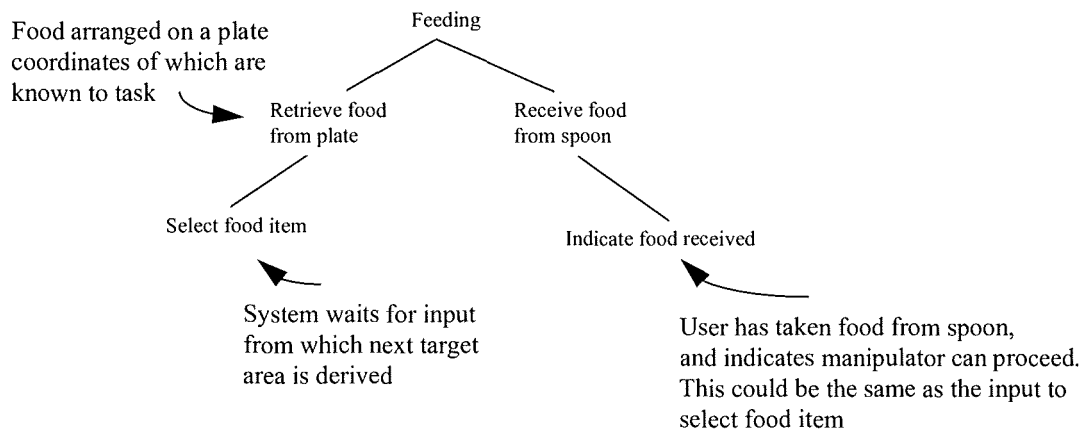 Feeding
Food arranged on a plate
coordinates of which are
known to task
Retrieve food
from plate
Receive food
from spoon
Select food item
Indicate food received
System waits for input
from which next target
area is derived
User has taken food from spoon,
and indicates manipulator can proceed.
This could be the same as the input to
select food item